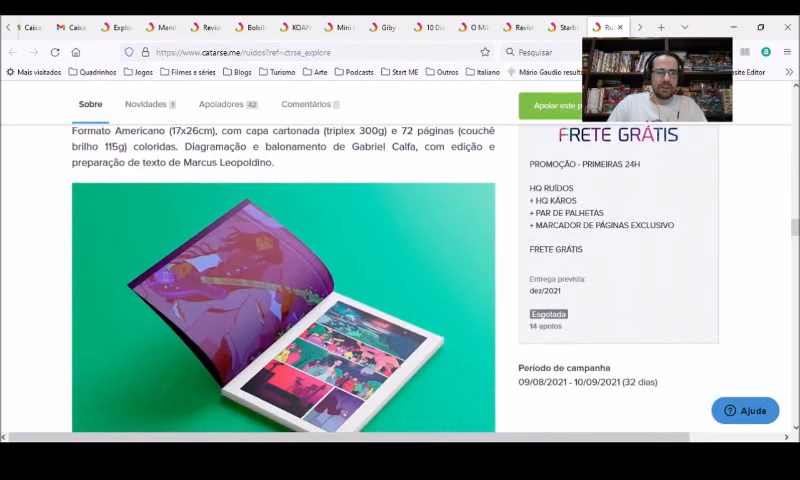 Caixa
Caixa
Explo
Mani
Revis
Bolsil
KOAN
Mini
Giby -
10 De
O Mi
Revis
Starb
Ru
https://www.catarse.me/ruidos?ref=ctrse_explore
Pesquisar
Mais visitados
Quadrinhos
Jogos
Filmes e séries
Blogs
Turismo
Arte
Podcasts
Start ME
Outros
Italiano
Mário Gaudio resulta
site Editor
Sobre
Novidades 1
Apoiadores 42
Comentários
Apoiar este p
Formato Americano (17x26cm), com capa cartonada (triplex 300g) e 72 páginas (couchê
brilho 115g) coloridas. Diagramação e balonamento de Gabriel Calfa, com edição e
preparação de texto de Marcus Leopoldino.
FRETE GRÁTIS
PROMOÇÃO - PRIMEIRAS 24H
HQ RUÍDOS
+ HQ KÁROS
+ PAR DE PALHETAS
+ MARCADOR DE PÁGINAS EXCLUSIVO
FRETE GRÁTIS
Entrega prevista:
dez/2021
Esgotada
14 apoios
Período de campanha
09/08/2021 - 10/09/2021 (32 dias)
Ajuda